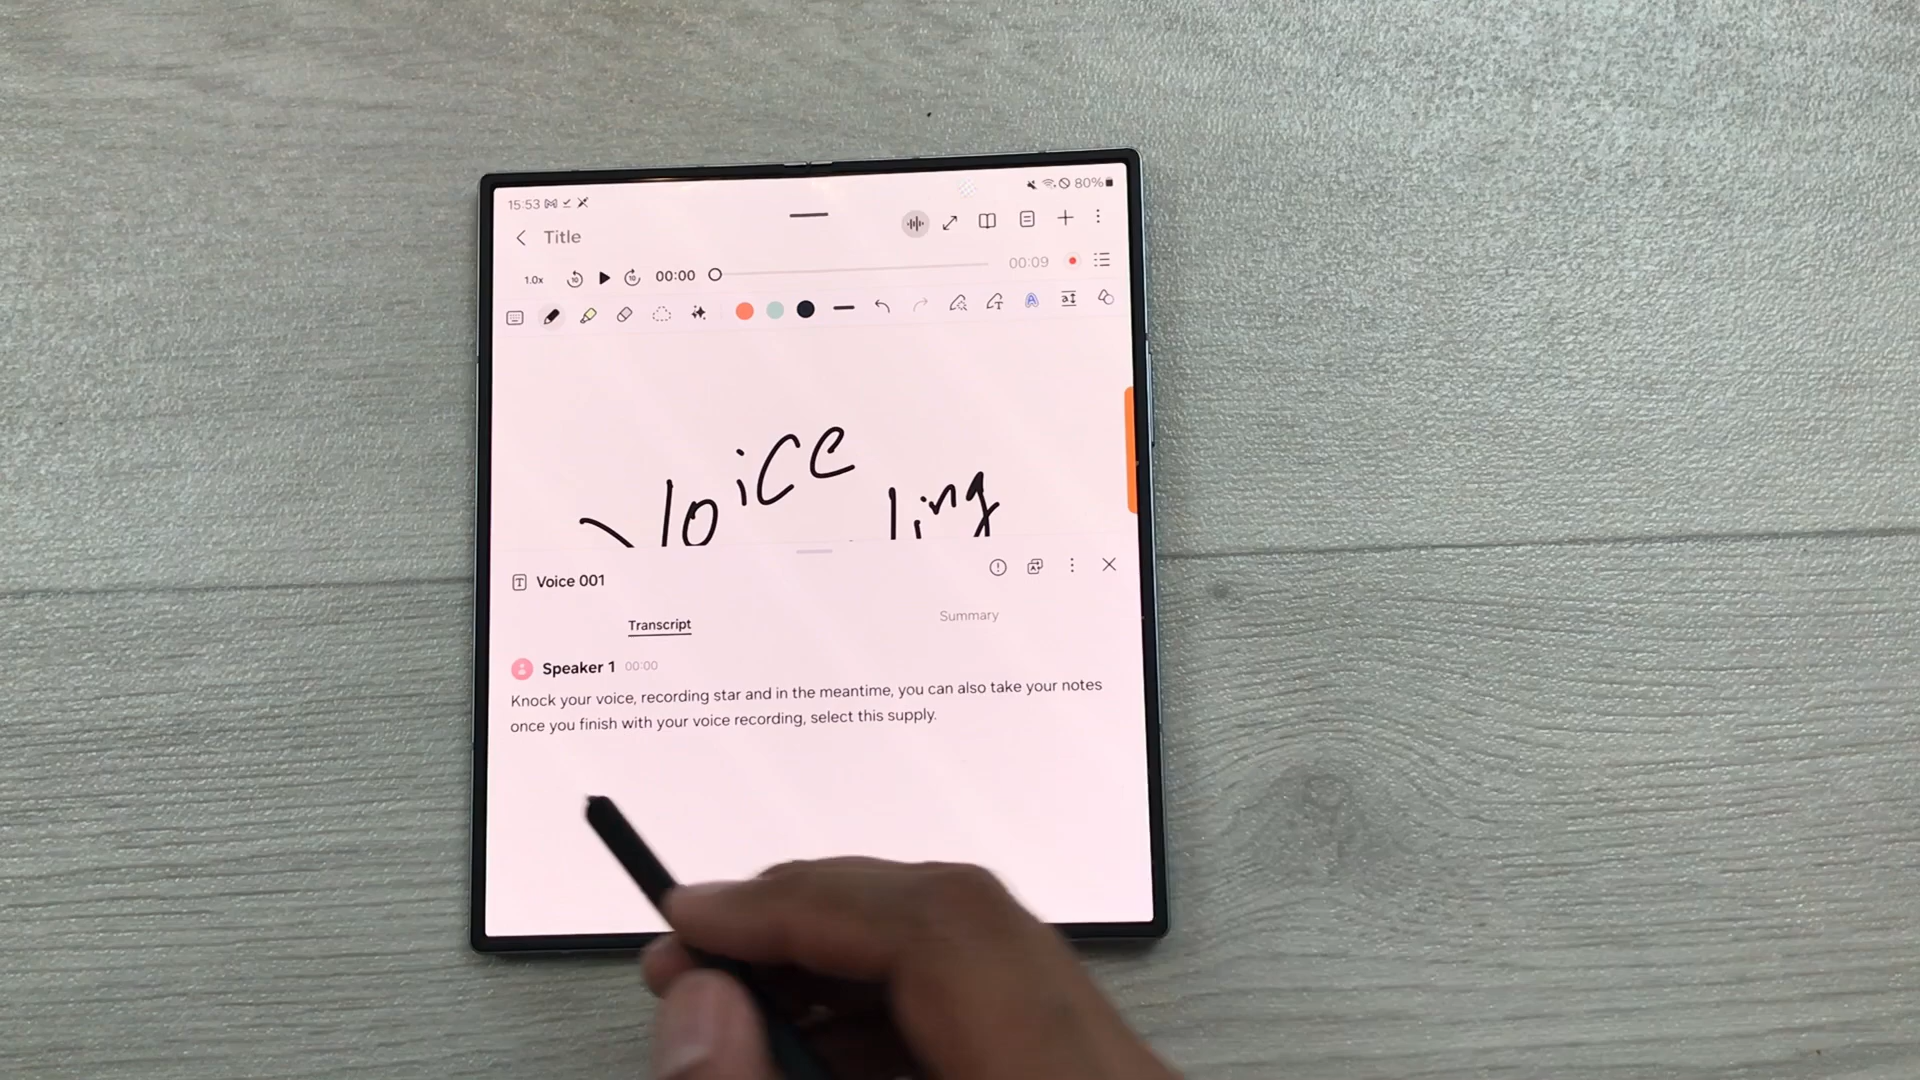 15:53 80%
Title
1.0x 00:00 00:09
Voice
ling
Voice 001
Transcript Summary
Speaker 1 00:00
Knock your voice, recording star and in the meantime, you can also take your notes
once you finish with your voice recording, select this supply.